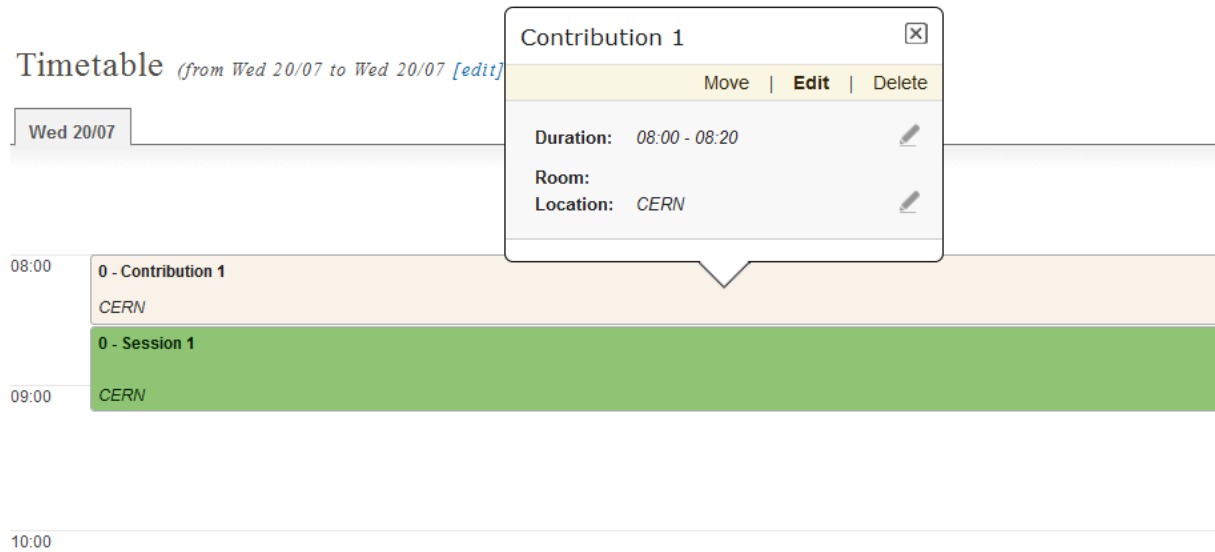 Timetable (from Wed 20/07 to Wed 20/07 [edit]
Wed 20/07
Contribution 1
Move | Edit | Delete
Duration: 08:00 - 08:20
Room:
Location: CERN
08:00
0 - Contribution 1
CERN
0 - Session 1
09:00
CERN
10:00